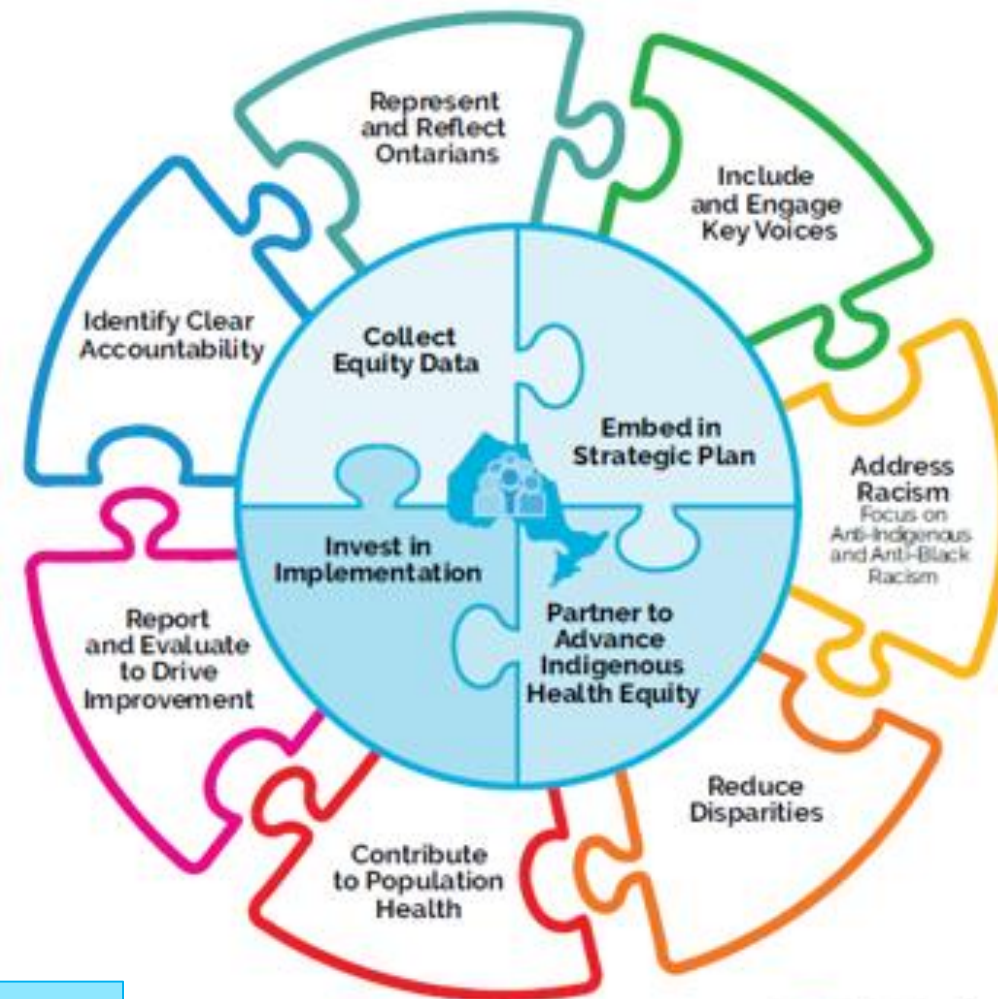 Represent
and Reflect
Ontarians
Include
and Engage
Key Voices
Address
Racism
Focus on
Anti-Indigenous
and Anti-Black
Racism
Reduce
Disparities
Contribute
to Population
Health
Report
and Evaluate
to Drive
Improvement
Identify Clear
Accountability
Collect
Equity Data
Embed in
Strategic Plan
Invest in
Implementation
Partner to
Advance
Indigenous
Health Equity